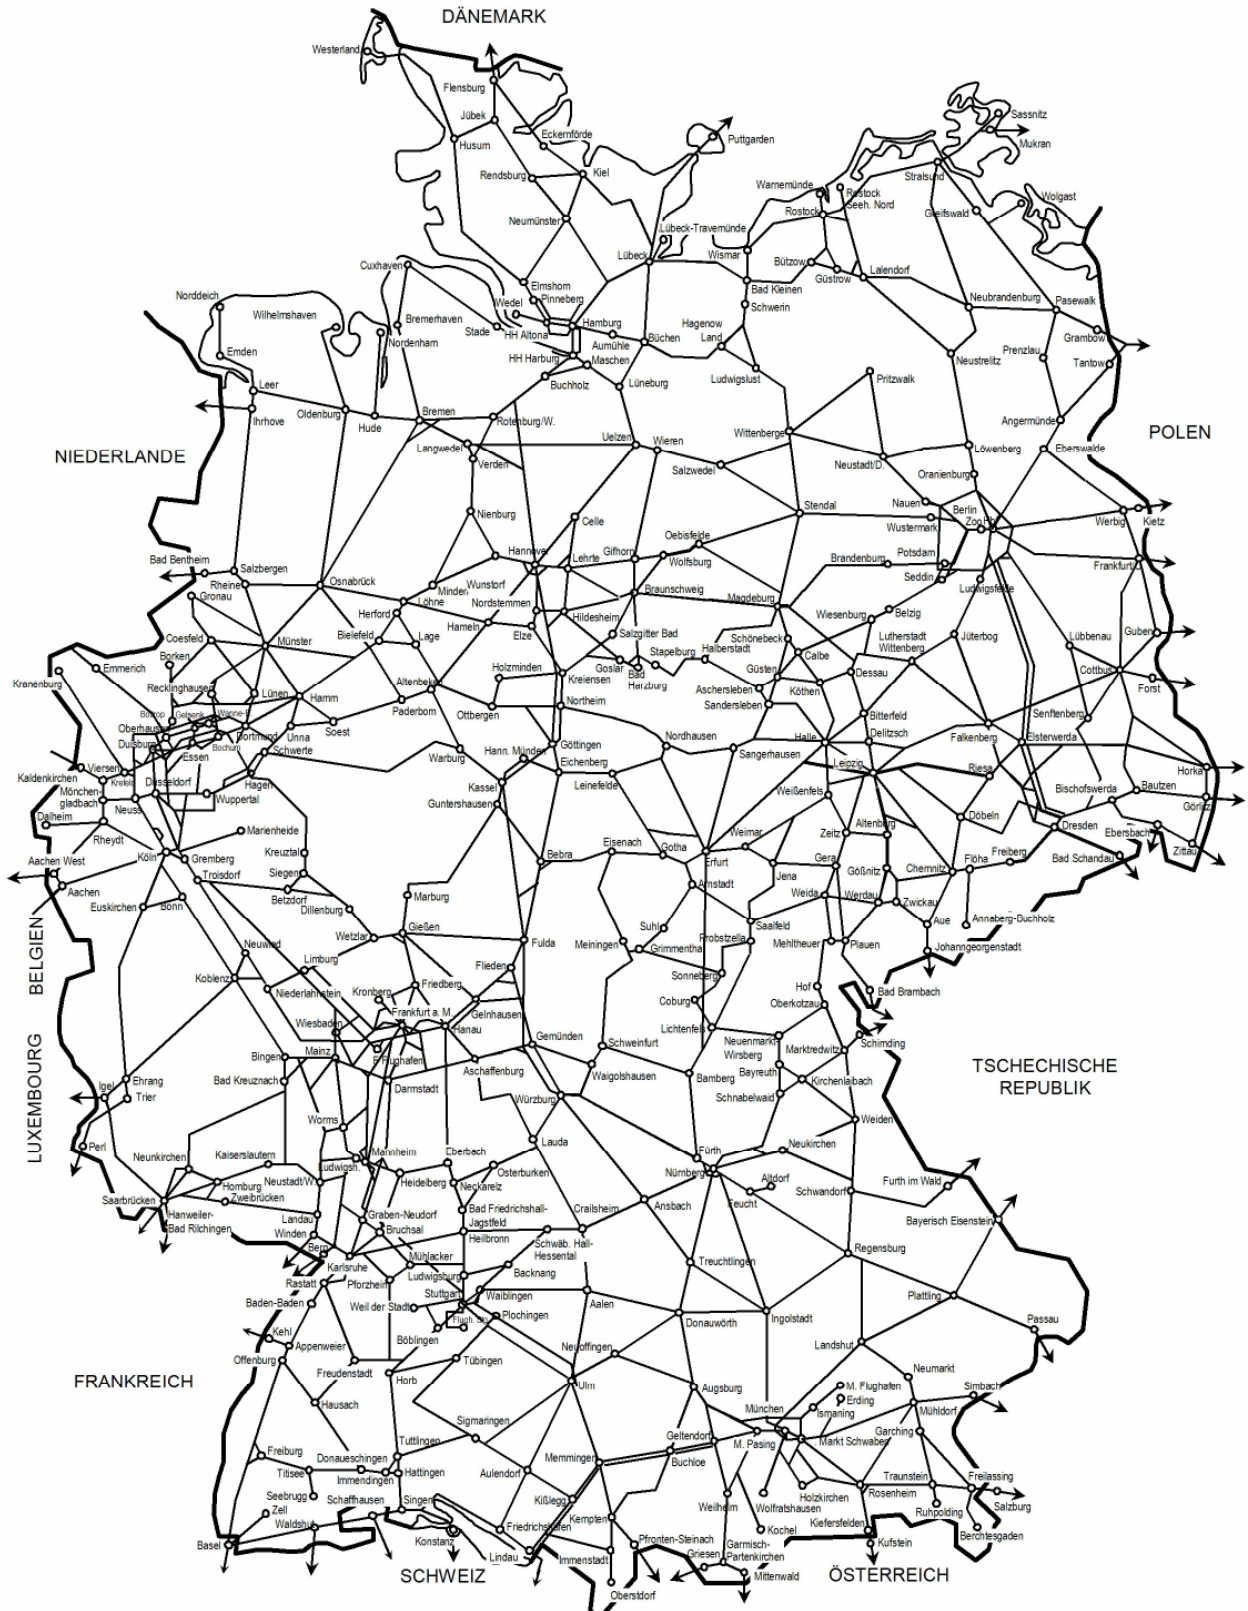 DÄNEMARK
Westerland
Flensburg
Jübek
Husum
Eckernförde
Rendsburg
Kiel
Neumünster
Puttgarden
Sassnitz
Mukran
Stralsund
Warnemünde
Rostock
Seeh. Nord
Rostock
Wolgast
Greifswald
Lübeck-Travemünde
Lübeck
Wismar
Bützow
Güstrow
Lalendorf
Cuxhaven
Elmshorn
Pinneberg
Wedel
Bad Kleinen
Schwerin
Neubrandenburg
Pasewalk
Norddeich
Wilhelmshaven
Bremerhaven
Nordenham
Stade
HH Altona
Hamburg
Aumühle
Büchen
Hagenow
Land
Grambow
Tantow
Prenzlau
Neustrelitz
Emden
HH Harburg
Maschen
Buchholz
Lüneburg
Ludwigslust
Pritzwalk
Leer
Ihrhove
Oldenburg
Hude
Bremen
Rotenburg/W.
Langwedel
Verden
Uelzen
Wieren
Salzwedel
Wittenberge
Angermünde
Eberswalde
Löwenberg
Oranienburg
Neustadt/D.
POLEN
NIEDERLANDE
Nienburg
Celle
Stendal
Nauen
Wustermark
Berlin
Zoo
Hbf
Werbig
Kietz
Bad Bentheim
Salzbergen
Rheine
Gronau
Osnabrück
Minden
Löhne
Wunstorf
Hannover
Lehrte
Gifhorn
Oebisfelde
Wolfsburg
Brandenburg
Potsdam
Seddin
Ludwigsfelde
Frankfurt/O
Herford
Bielefeld
Lage
Nordstemmen
Hameln
Elze
Hildesheim
Braunschweig
Magdeburg
Wiesenburg
Belzig
Coesfeld
Münster
Borken
Salzgitter Bad
Goslar
Bad
Harzburg
Stapelburg
Halberstadt
Schönebeck
Calbe
Güsten
Lutherstadt
Wittenberg
Jüterbog
Lübbenau
Guben
Cottbus
Forst
Emmerich
Kranenburg
Recklinghausen
Lünen
Hamm
Altenbeken
Paderborn
Holzminden
Ottbergen
Kreiensen
Northeim
Aschersleben
Sandersleben
Köthen
Dessau
Bitterfeld
Delitzsch
Senftenberg
Bottrop
Gelsenk.
Wanne-E.
Oberhausen
Duisburg
Essen
Bochum
Dortmund
Unna
Soest
Schwerte
Warburg
Hann. Münden
Göttingen
Eichenberg
Leinefelde
Nordhausen
Sangerhausen
Halle
Leipzig
Falkenberg
Elsterwerda
Riesa
Horka
Kaldenkirchen
Viersen
Krefeld
Mönchen-
gladbach
Neuss
Düsseldorf
Hagen
Wuppertal
Kassel
Guntershausen
Weißenfels
Bischofswerda
Bautzen
Görlitz
Dalheim
Rheydt
Marienheide
Köln
Gremberg
Troisdorf
Kreuztal
Siegen
Betzdorf
Dillenburg
Bebra
Eisenach
Gotha
Weimar
Erfurt
Arnstadt
Zeitz
Altenburg
Döbeln
Dresden
Ebersbach
Zittau
Bad Schandau
Aachen West
Aachen
Euskirchen
Bonn
Marburg
Jena
Gera
Gößnitz
Chemnitz
Flöha
Freiberg
Weida
Werdau
Zwickau
Aue
Annaberg-Buchholz
Wetzlar
Gießen
Fulda
Flieden
Meiningen
Suhl
Grimmentha
Probstzella
Saalfeld
Mehltheuer
Plauen
Johanngeorgenstadt
BELGIEN
Neuwied
Koblenz
Niederlahnstein
Limburg
Kronberg
Friedberg
Frankfurt a. M.
Hanau
Gelnhausen
Sonneberg
Coburg
Lichtenfels
Hof
Oberkotzau
Bad Brambach
Wiesbaden
Mainz
F Flughafen
Gemünden
Schweinfurt
Waigolshausen
Neuenmarkt-
Wirsberg
Bayreuth
Schnabelwaid
Marktredwitz
Schirnding
Kirchenlaibach
TSCHECHISCHE
REPUBLIK
LUXEMBOURG
Igel
Ehrang
Trier
Bingen
Bad Kreuznach
Darmstadt
Aschaffenburg
Würzburg
Bamberg
Weiden
Perl
Neunkirchen
Kaiserslautern
Worms
Ludwigsh.
Mannheim
Heidelberg
Eberbach
Neckarelz
Osterburken
Lauda
Fürth
Nürnberg
Neukirchen
Altdorf
Feucht
Schwandorf
Furth im Wald
Saarbrücken
Homburg
Zweibrücken
Hanweiler-
Bad Rilchingen
Neustadt/W.
Landau
Winden
Berg
Graben-Neudorf
Bruchsal
Karlsruhe
Bad Friedrichshall-
Jagstfeld
Heilbronn
Crailsheim
Schwäb. Hall-
Hessental
Ansbach
Treuchtlingen
Bayerisch Eisenstein
Regensburg
Rastatt
Baden-Baden
Pforzheim
Mühlacker
Ludwigsburg
Backnang
Stuttgart
Waiblingen
Weil der Stadt
Flugh. Stg.
Plochingen
Böblingen
Aalen
Donauwörth
Ingolstadt
Plattling
Passau
Kehl
Appenweier
Offenburg
FRANKREICH
Freudenstadt
Horb
Tübingen
Neuoffingen
Ulm
Augsburg
Landshut
Neumarkt
Simbach
Hausach
Sigmaringen
München
M. Flughafen
Erding
Ismaning
Markt Schwaben
Mühldorf
Garching
Freiburg
Titisee
Seebrugg
Donaueschingen
Immendingen
Tuttlingen
Hattingen
Aulendorf
Memmingen
Geltendorf
Buchloe
M. Pasing
Zell
Waldshut
Schaffhausen
Singen
Basel
Konstanz
Kißlegg
Kempten
Friedrichshafen
Lindau
Immenstadt
Oberstdorf
Pfronten-Steinach
Weilheim
Wolfratshausen
Kochel
Garmisch-
Partenkirchen
Griesen
Mittenwald
Holzkirchen
Rosenheim
Traunstein
Freilassing
Salzburg
Ruhpolding
Berchtesgaden
Kiefersfelden
Kufstein
SCHWEIZ
ÖSTERREICH